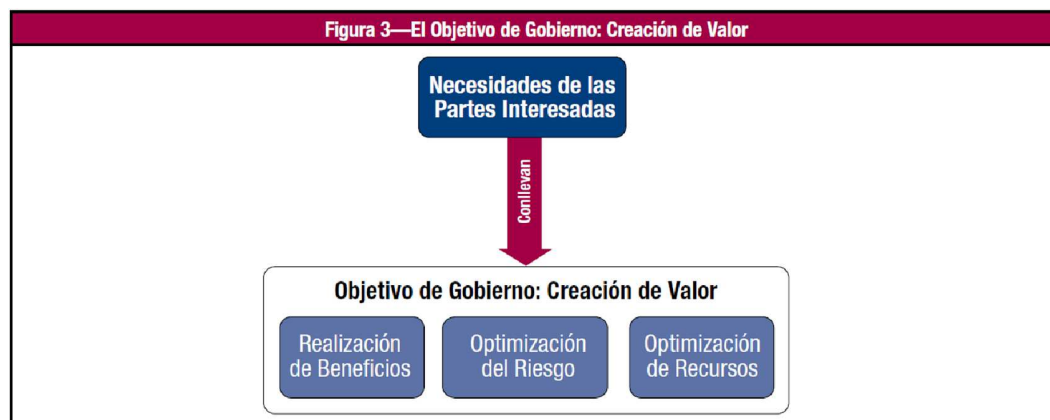 Figura 3—El Objetivo de Gobierno: Creación de Valor
Necesidades de las
Partes Interesadas
Conllevan
Objetivo de Gobierno: Creación de Valor
Realización
de Beneficios
Optimización
del Riesgo
Optimización
de Recursos